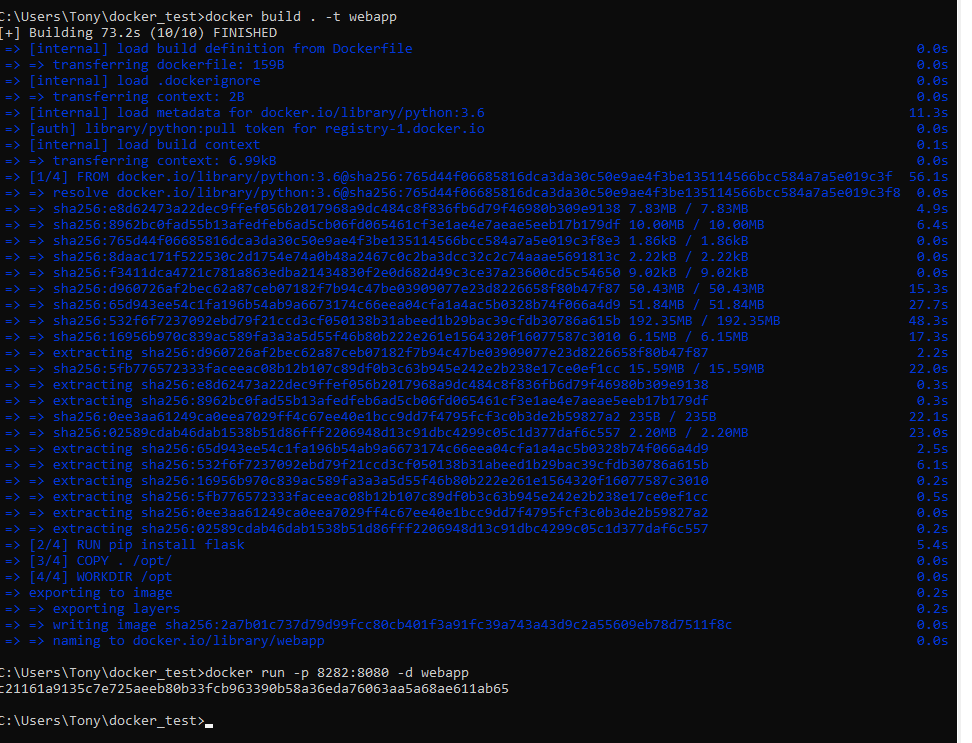 C:\Users\Tony\docker_test>docker build . -t webapp
[+] Building 73.2s (10/10) FINISHED
=> [internal] load build definition from Dockerfile 0.0s
=> => transferring dockerfile: 159B 0.0s
=> [internal] load .dockerignore 0.0s
=> => transferring context: 2B 0.0s
=> [internal] load metadata for docker.io/library/python:3.6 11.3s
=> [auth] library/python:pull token for registry-1.docker.io 0.0s
=> [internal] load build context 0.1s
=> => transferring context: 6.99kB 0.0s
=> [1/4] FROM docker.io/library/python:3.6@sha256:765d44f06685816dca3da30c50e9ae4f3be135114566bcc584a7a5e019c3f 56.1s
=> => resolve docker.io/library/python:3.6@sha256:765d44f06685816dca3da30c50e9ae4f3be135114566bcc584a7a5e019c3f8 0.0s
=> => sha256:e8d62473a22dec9ffef056b2017968a9dc484c8f836fb6d79f46980b309e9138 7.83MB / 7.83MB 4.9s
=> => sha256:8962bc0fad55b13afedfeb6ad5cb06fd065461cf3e1ae4e7aeae5eeb17b179df 10.00MB / 10.00MB 6.4s
=> => sha256:765d44f06685816dca3da30c50e9ae4f3be135114566bcc584a7a5e019c3f8e3 1.86kB / 1.86kB 0.0s
=> => sha256:8daac171f522530c2d1754e74a0b48a2467c0c2ba3dcc32c2c74aaae5691813c 2.22kB / 2.22kB 0.0s
=> => sha256:f3411dca4721c781a863edba21434830f2e0d682d49c3ce37a23600cd5c54650 9.02kB / 9.02kB 0.0s
=> => sha256:d960726af2bec62a87ceb07182f7b94c47be03909077e23d8226658f80b47f87 50.43MB / 50.43MB 15.3s
=> => sha256:65d943ee54c1fa196b54ab9a6673174c66eea04cfa1a4ac5b0328b74f066a4d9 51.84MB / 51.84MB 27.7s
=> => sha256:532f6f7237092ebd79f21ccd3cf050138b31abeed1b29bac39cfdb30786a615b 192.35MB / 192.35MB 48.3s
=> => sha256:16956b970c839ac589fa3a3a5d55f46b80b222e261e1564320f16077587c3010 6.15MB / 6.15MB 17.3s
=> => extracting sha256:d960726af2bec62a87ceb07182f7b94c47be03909077e23d8226658f80b47f87 2.2s
=> => sha256:5fb776572333faceeac08b12b107c89df0b3c63b945e242e2b238e17ce0ef1cc 15.59MB / 15.59MB 22.0s
=> => extracting sha256:e8d62473a22dec9ffef056b2017968a9dc484c8f836fb6d79f46980b309e9138 0.3s
=> => extracting sha256:8962bc0fad55b13afedfeb6ad5cb06fd065461cf3e1ae4e7aeae5eeb17b179df 0.3s
=> => sha256:0ee3aa61249ca0eea7029ff4c67ee40e1bcc9dd7f4795fcf3c0b3de2b59827a2 235B / 235B 22.1s
=> => sha256:02589cdab46dab1538b51d86fff2206948d13c91dbc4299c05c1d377daf6c557 2.20MB / 2.20MB 23.0s
=> => extracting sha256:65d943ee54c1fa196b54ab9a6673174c66eea04cfa1a4ac5b0328b74f066a4d9 2.5s
=> => extracting sha256:532f6f7237092ebd79f21ccd3cf050138b31abeed1b29bac39cfdb30786a615b 6.1s
=> => extracting sha256:16956b970c839ac589fa3a3a5d55f46b80b222e261e1564320f16077587c3010 0.2s
=> => extracting sha256:5fb776572333faceeac08b12b107c89df0b3c63b945e242e2b238e17ce0ef1cc 0.5s
=> => extracting sha256:0ee3aa61249ca0eea7029ff4c67ee40e1bcc9dd7f4795fcf3c0b3de2b59827a2 0.0s
=> => extracting sha256:02589cdab46dab1538b51d86fff2206948d13c91dbc4299c05c1d377daf6c557 0.2s
=> [2/4] RUN pip install flask 5.4s
=> [3/4] COPY . /opt/ 0.0s
=> [4/4] WORKDIR /opt 0.0s
=> exporting to image 0.2s
=> => exporting layers 0.2s
=> => writing image sha256:2a7b01c737d79d99fcc80cb401f3a91fc39a743a43d9c2a55609eb78d7511f8c 0.0s
=> => naming to docker.io/library/webapp 0.0s
C:\Users\Tony\docker_test>docker run -p 8282:8080 -d webapp
c21161a9135c7e725aeeb80b33fcb963390b58a36eda76063aa5a68ae611ab65
C:\Users\Tony\docker_test>